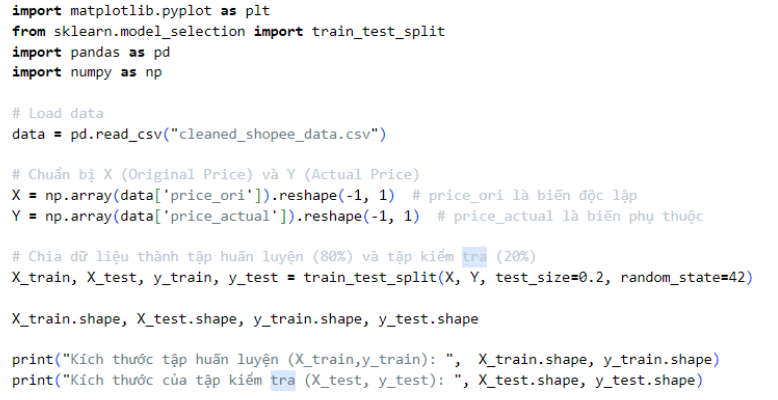 import matplotlib.pyplot as plt
from sklearn.model_selection import train_test_split
import pandas as pd
import numpy as np
# Load data
data = pd.read_csv("cleaned_shopee_data.csv")
# Chuẩn bị X (Original Price) và Y (Actual Price)
X = np.array(data['price_ori']).reshape(-1, 1)  # price_ori là biến độc lập
Y = np.array(data['price_actual']).reshape(-1, 1)  # price_actual là biến phụ thuộc
# Chia dữ liệu thành tập huấn luyện (80%) và tập kiểm tra (20%)
X_train, X_test, y_train, y_test = train_test_split(X, Y, test_size=0.2, random_state=42)
X_train.shape, X_test.shape, y_train.shape, y_test.shape
print("Kích thước tập huấn luyện (X_train,y_train): ",  X_train.shape, y_train.shape)
print("Kích thước của tập kiểm tra (X_test, y_test): ", X_test.shape, y_test.shape)